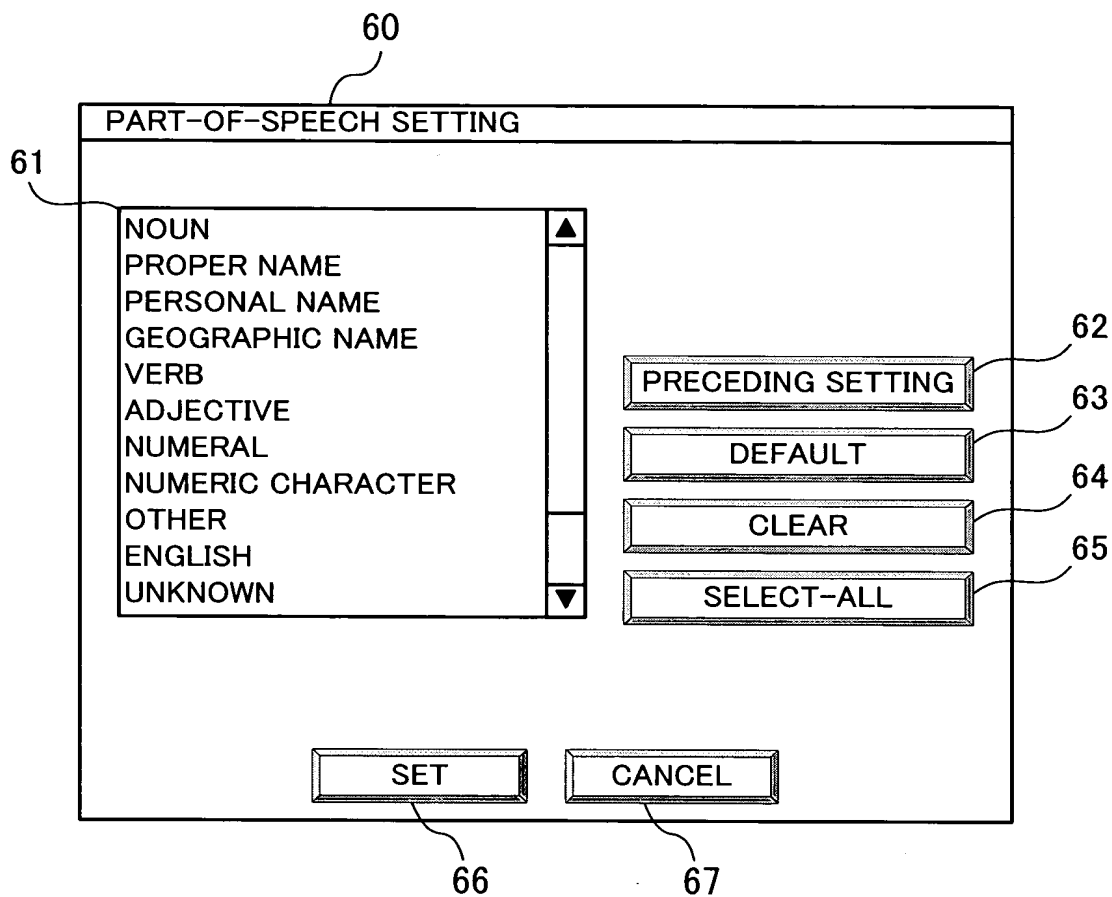 60
PART-OF-SPEECH SETTING
61
NOUN
PROPER NAME
PERSONAL NAME
GEOGRAPHIC NAME
VERB
ADJECTIVE
NUMERAL
NUMERIC CHARACTER
OTHER
ENGLISH
UNKNOWN
62
PRECEDING SETTING
63
DEFAULT
64
CLEAR
65
SELECT-ALL
SET
CANCEL
66
67